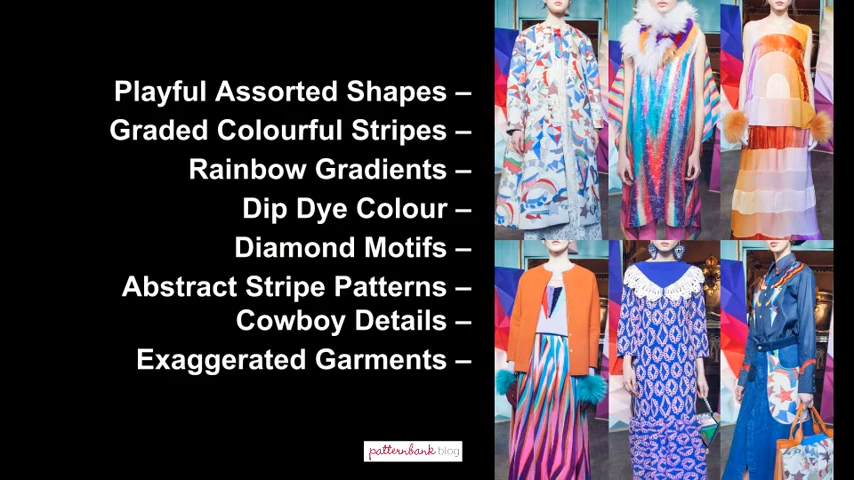 Playful Assorted Shapes –
Graded Colourful Stripes –
Rainbow Gradients –
Dip Dye Colour –
Diamond Motifs –
Abstract Stripe Patterns –
Cowboy Details –
Exaggerated Garments –
patternbank blog